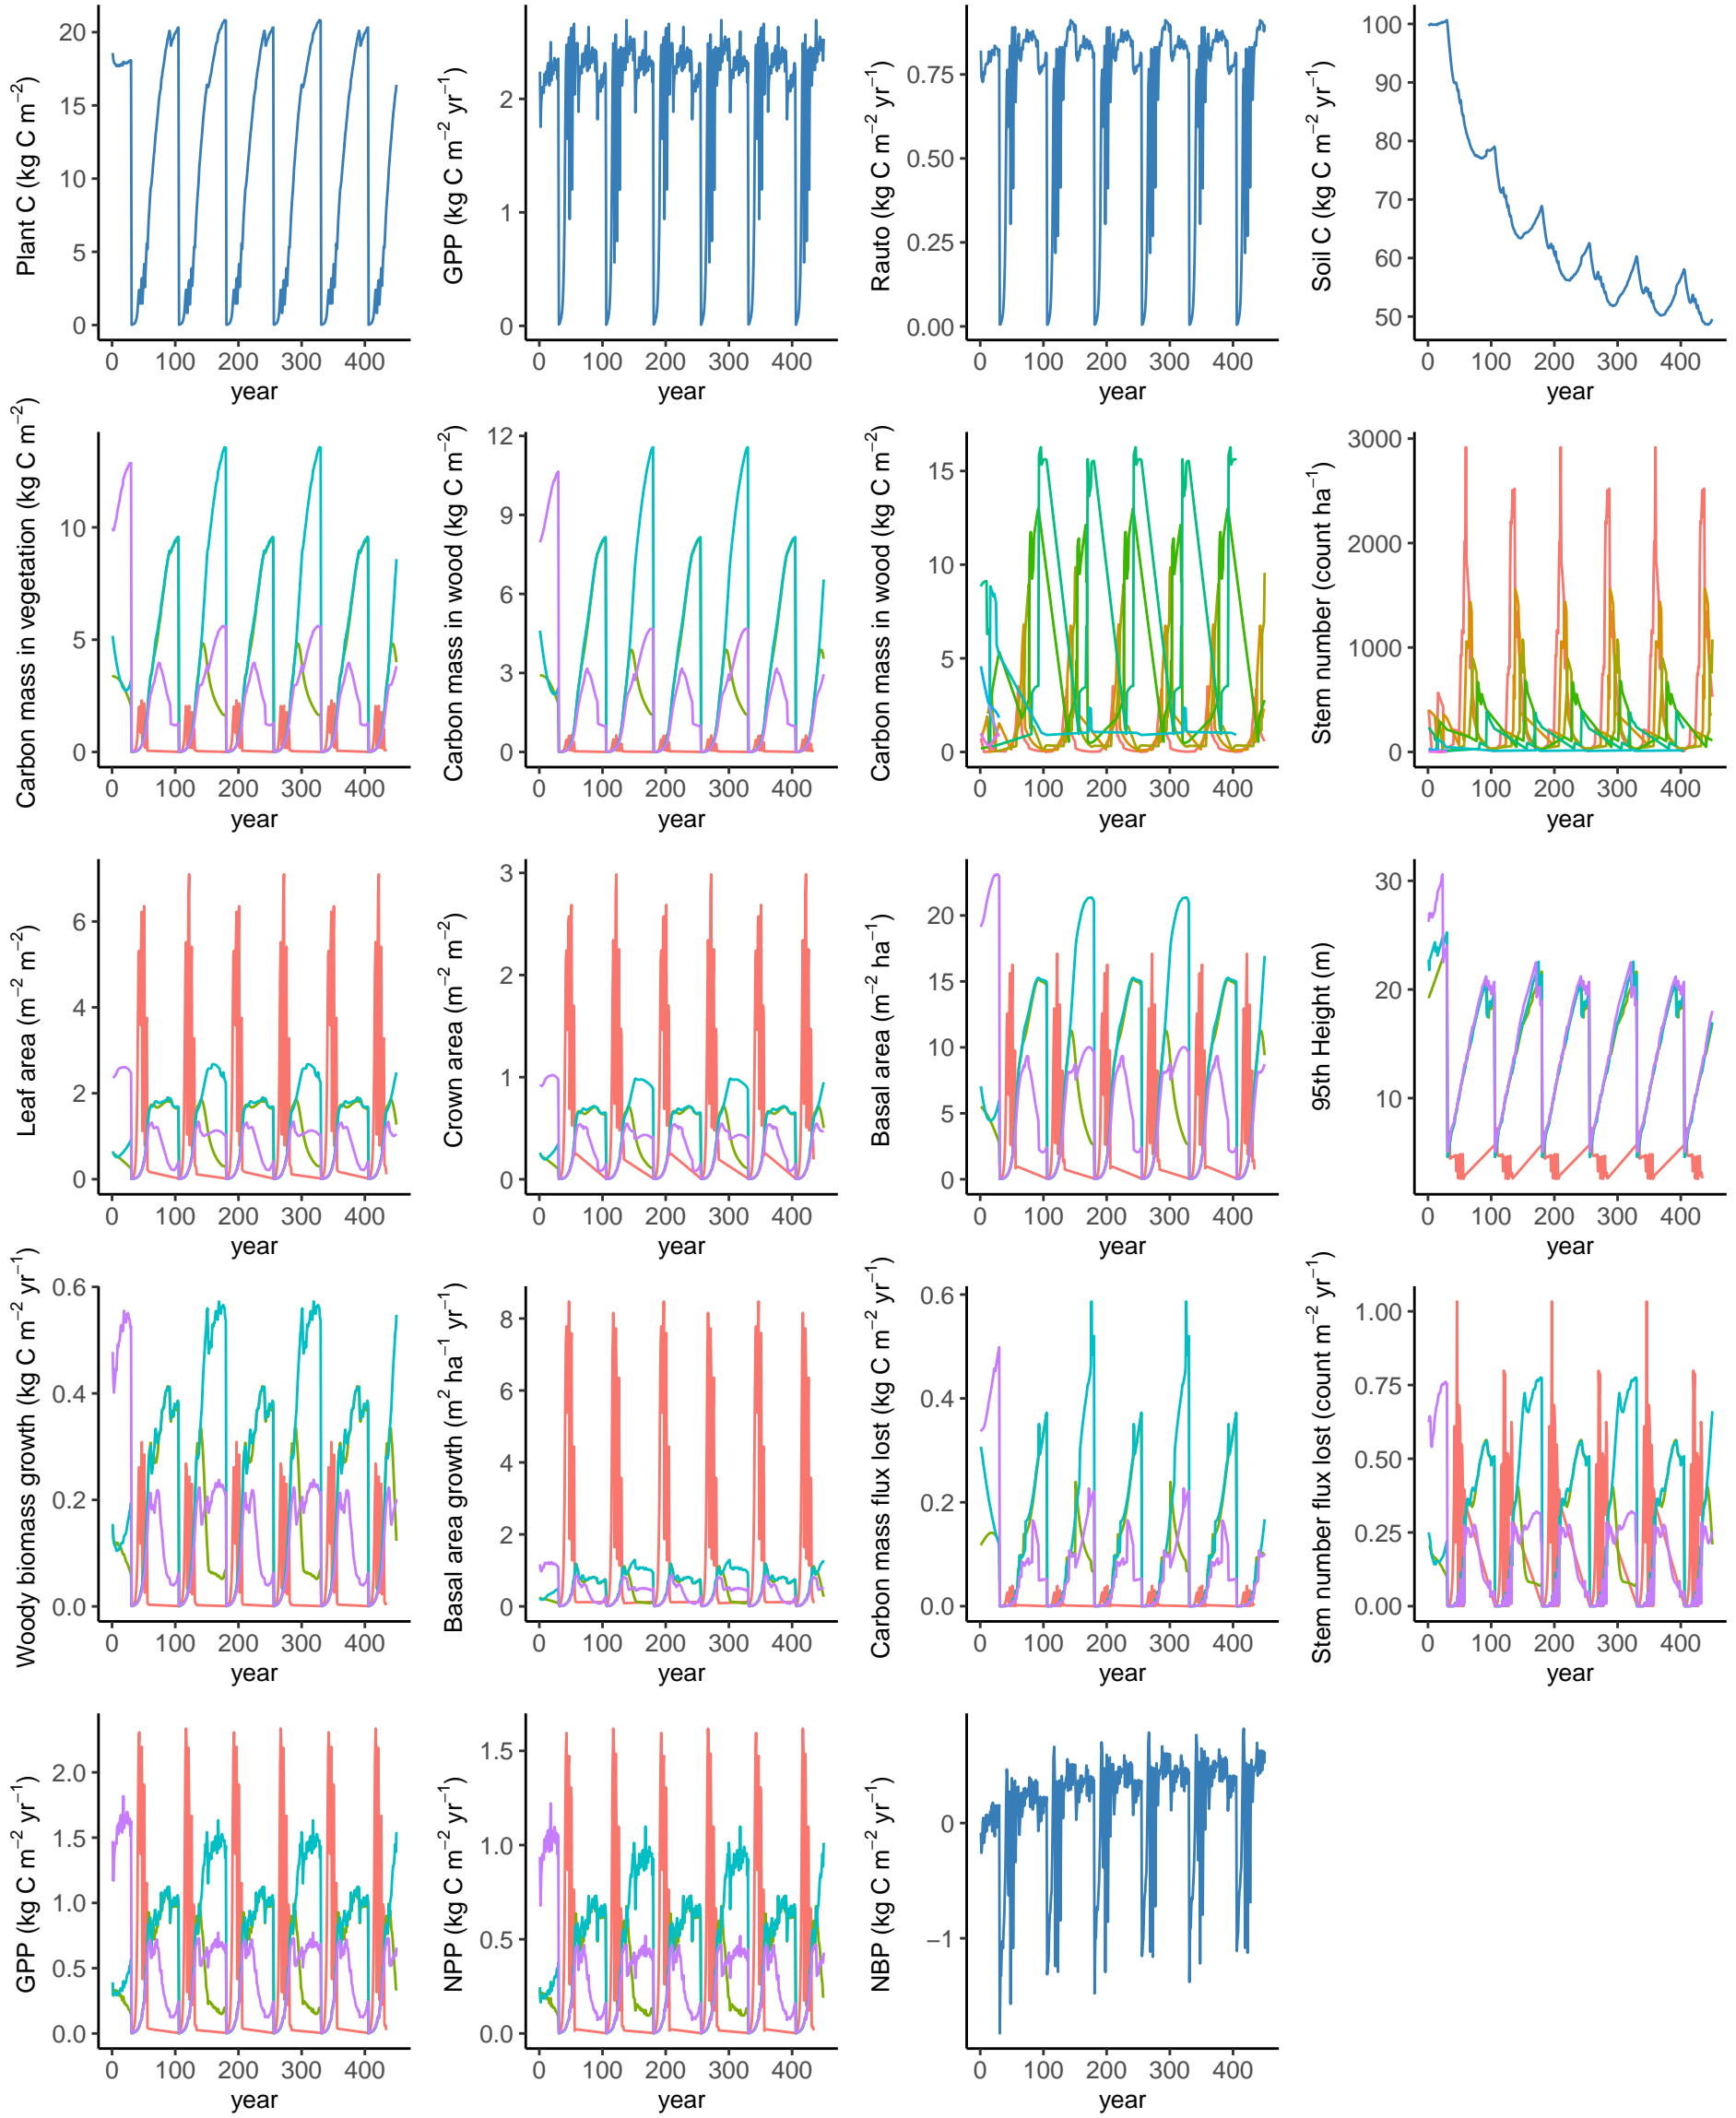 Plant C (kg C m⁻²)
20
15
10
5
0
0 100 200 300 400
year
GPP (kg C m⁻² yr⁻¹)
2
1
0
0 100 200 300 400
year
Rauto (kg C m⁻² yr⁻¹)
0.75
0.50
0.25
0.00
0 100 200 300 400
year
Soil C (kg C m⁻² yr⁻¹)
100
90
80
70
60
50
0 100 200 300 400
year
Carbon mass in vegetation (kg C m⁻²)
10
5
0
0 100 200 300 400
year
Carbon mass in wood (kg C m⁻²)
12
9
6
3
0
0 100 200 300 400
year
Carbon mass in wood (kg C m⁻²)
15
10
5
0
0 100 200 300 400
year
Stem number (count ha⁻¹)
3000
2000
1000
0
0 100 200 300 400
year
Leaf area (m⁻² m⁻²)
6
4
2
0
0 100 200 300 400
year
Crown area (m⁻² m⁻²)
3
2
1
0
0 100 200 300 400
year
Basal area (m⁻² ha⁻¹)
20
15
10
5
0
0 100 200 300 400
year
95th Height (m)
30
20
10
0 100 200 300 400
year
Woody biomass growth (kg C m⁻² yr⁻¹)
0.6
0.4
0.2
0.0
0 100 200 300 400
year
Basal area growth (m² ha⁻¹ yr⁻¹)
8
6
4
2
0
0 100 200 300 400
year
Carbon mass flux lost (kg C m⁻² yr⁻¹)
0.6
0.4
0.2
0.0
0 100 200 300 400
year
Stem number flux lost (count m⁻² yr⁻¹)
1.00
0.75
0.50
0.25
0.00
0 100 200 300 400
year
GPP (kg C m⁻² yr⁻¹)
2.0
1.5
1.0
0.5
0.0
0 100 200 300 400
year
NPP (kg C m⁻² yr⁻¹)
1.5
1.0
0.5
0.0
0 100 200 300 400
year
NBP (kg C m⁻² yr⁻¹)
0
−1
0 100 200 300 400
year